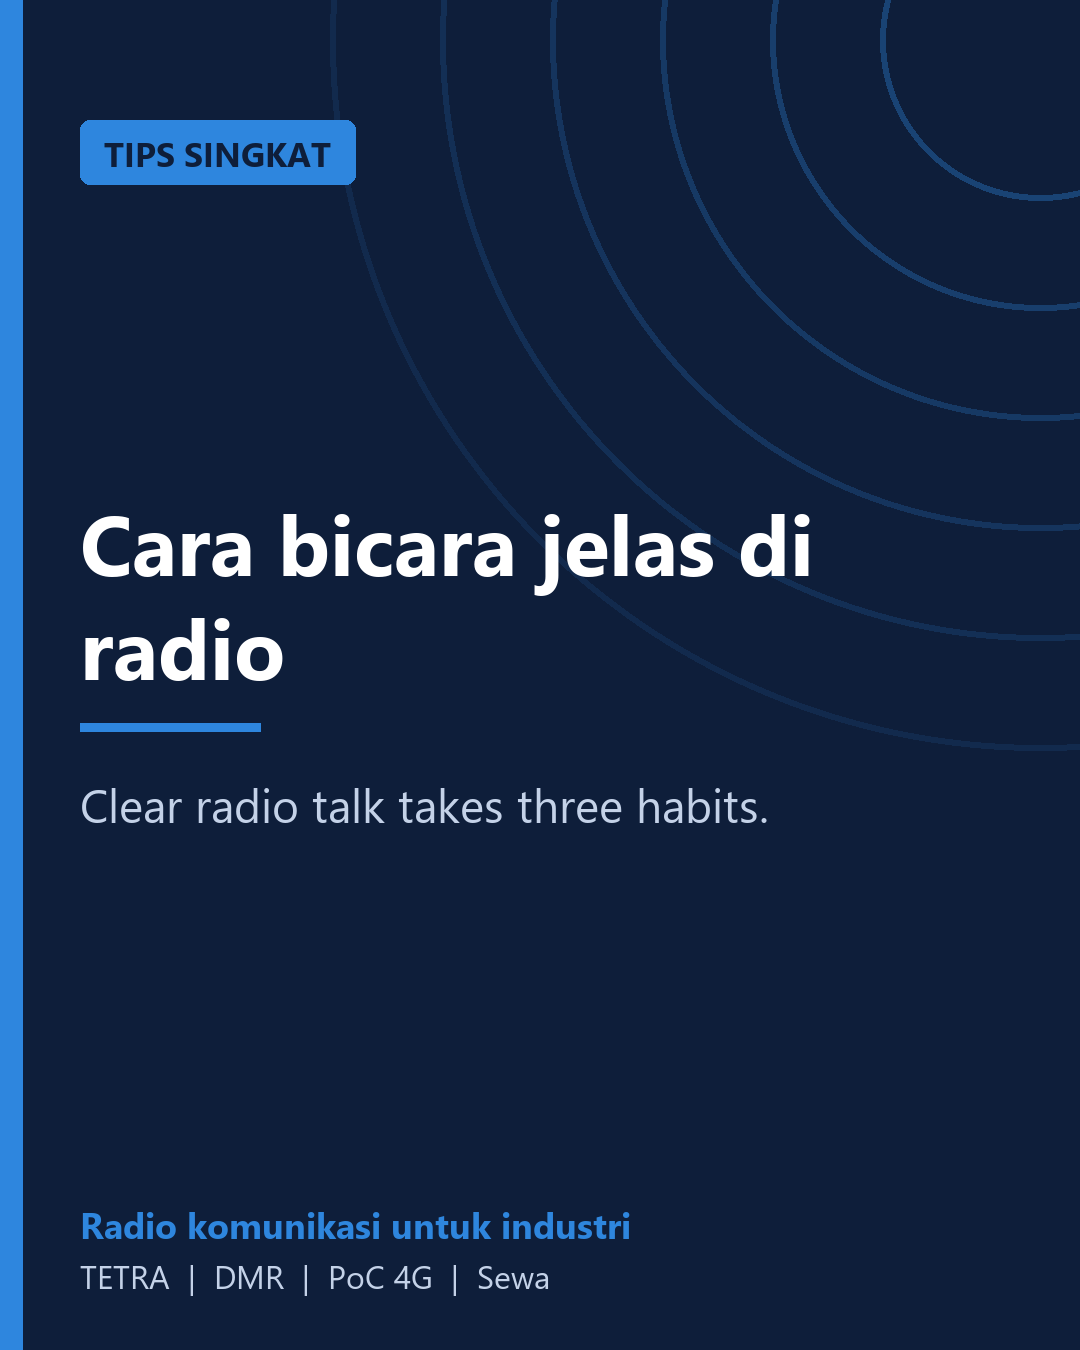 TIPS SINGKAT
Cara bicara jelas di
radio
Clear radio talk takes three habits.
Radio komunikasi untuk industri
TETRA | DMR | PoC 4G | Sewa